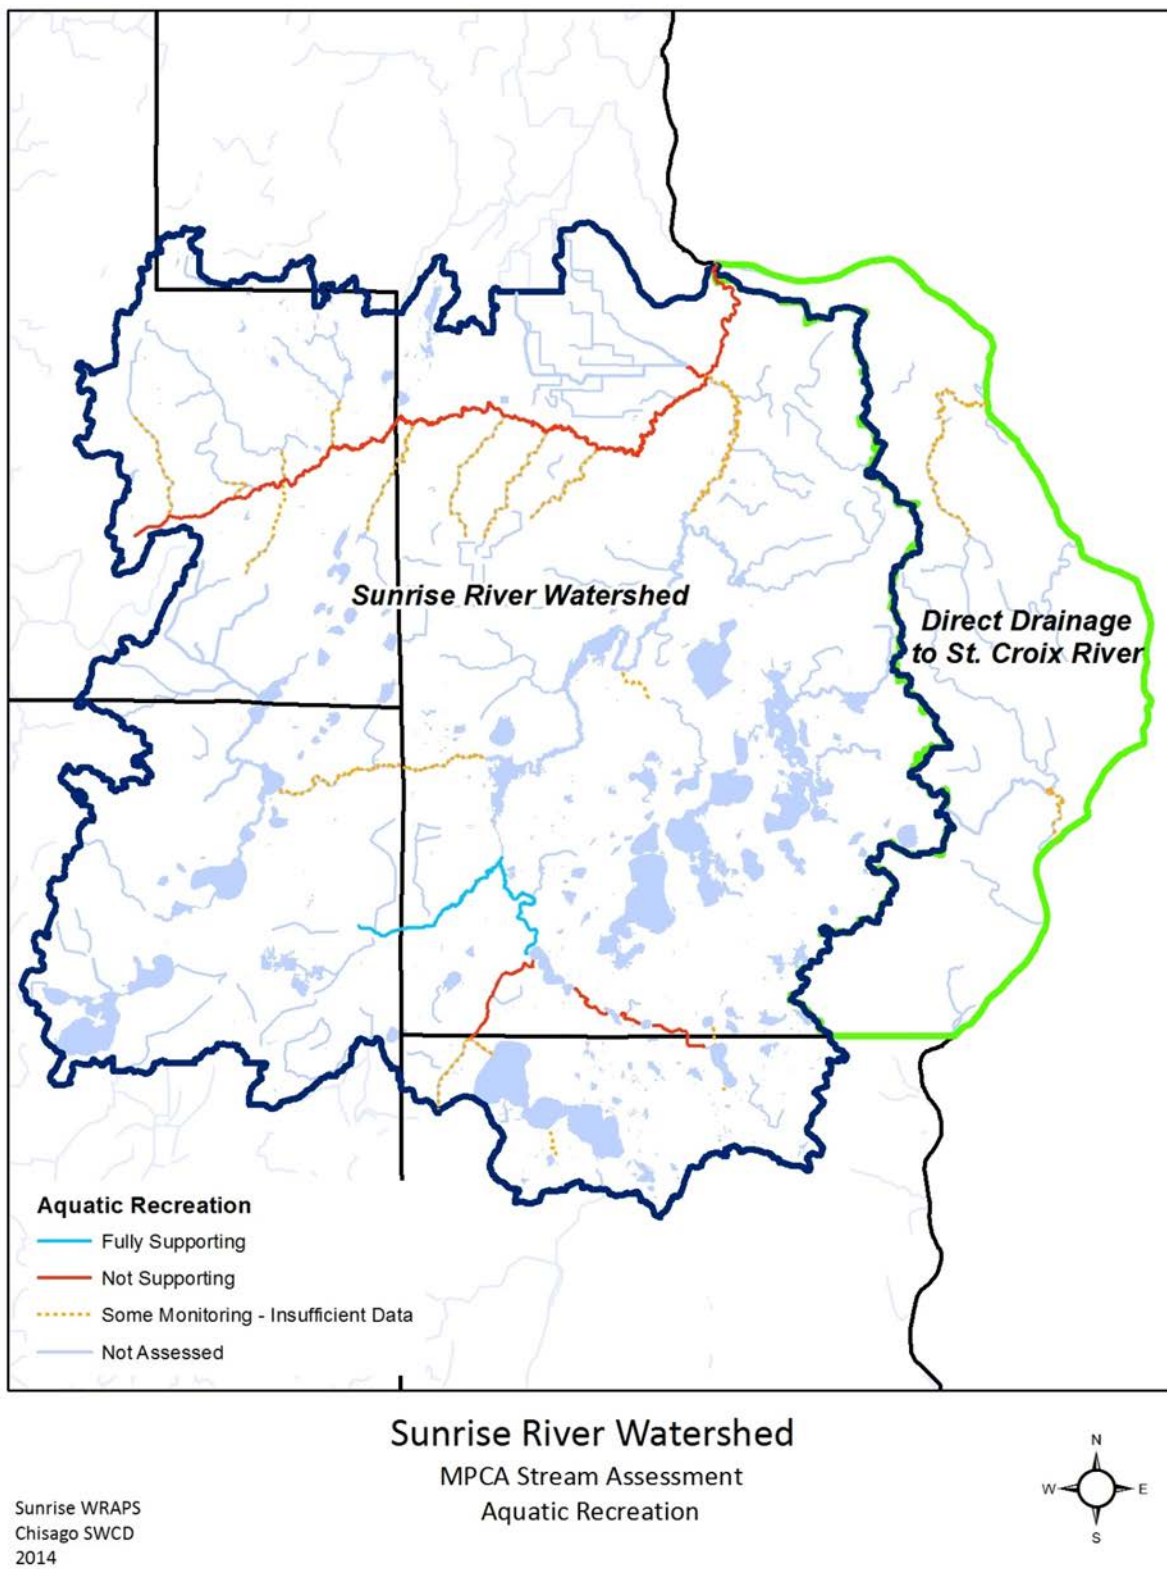 Sunrise River Watershed
Direct Drainage
to St. Croix River
Aquatic Recreation
Fully Supporting
Not Supporting
Some Monitoring - Insufficient Data
Not Assessed
Sunrise River Watershed
MPCA Stream Assessment
Aquatic Recreation
N
W
E
S
Sunrise WRAPS
Chisago SWCD
2014